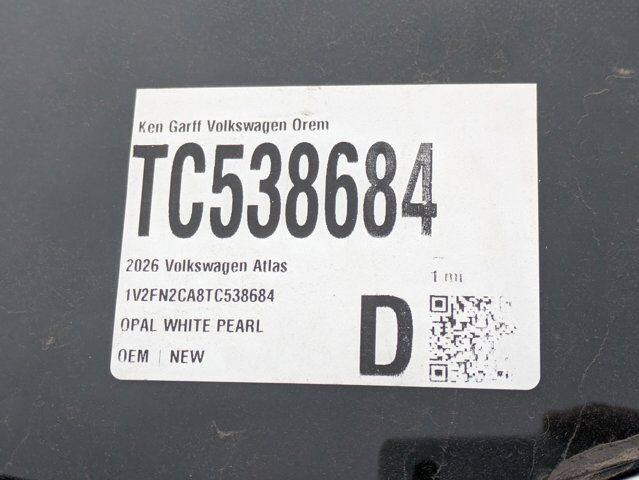 Ken Garff Volkswagen Orem
TC538684
2026 Volkswagen Atlas
1 mi
1V2FN2CA8TC538684
OPAL WHITE PEARL
OEM | NEW
D